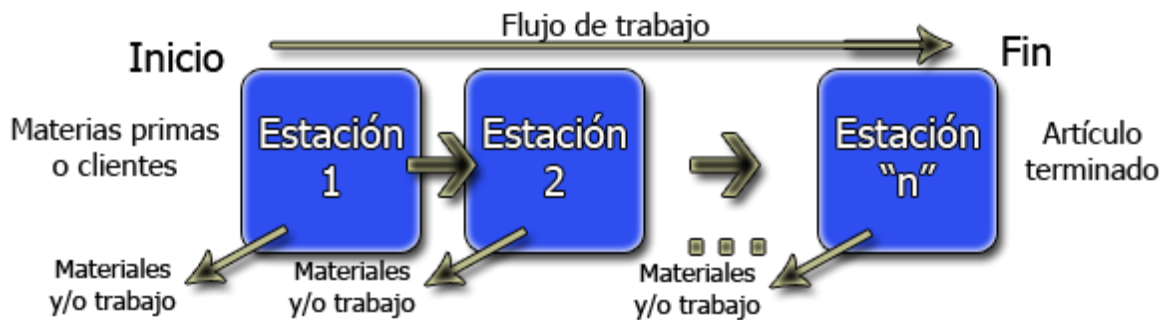 Flujo de trabajo
Inicio
Fin
Materias primas
o clientes
Estación
1
Estación
2
Estación
“n”
Artículo
terminado
Materiales
y/o trabajo
Materiales
y/o trabajo
Materiales
y/o trabajo